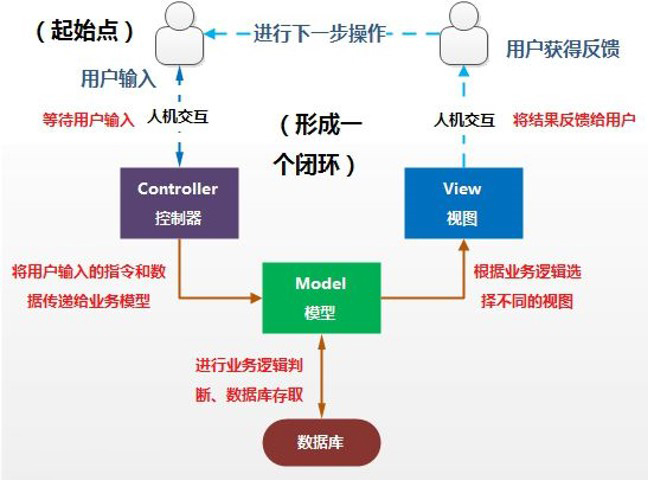 （起始点）
进行下一步操作
用户获得反馈
用户输入
等待用户输入
人机交互
（形成一
个闭环）
人机交互
将结果反馈给用户
Controller
控制器
View
视图
将用户输入的指令和数
据传递给业务模型
Model
模型
根据业务逻辑选
择不同的视图
进行业务逻辑判
断、数据库存取
数据库